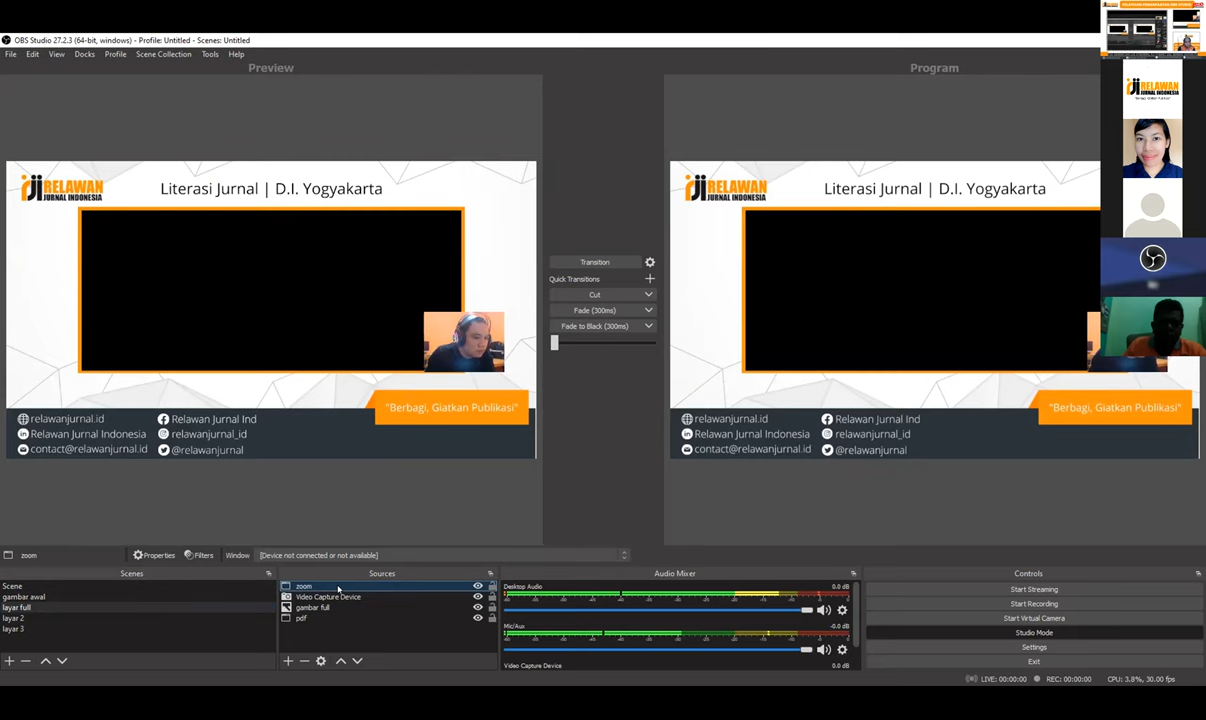 OBS Studio 27.2.3 (64-bit, windows) - Profile: Untitled - Scenes: Untitled
File Edit View Docks Profile Scene Collection Tools Help
Preview
Program
RELAWAN
JURNAL INDONESIA
Literasi Jurnal | D.I. Yogyakarta
"Berbagi, Giatkan Publikasi"
relawanjurnal.id
Relawan Jurnal Ind
Relawan Jurnal Indonesia
relawanjurnal_id
contact@relawanjurnal.id
@relawanjurnal
Transition
Quick Transitions
Cut
Fade (300ms)
Fade to Black (300ms)
RELAWAN
JURNAL INDONESIA
Literasi Jurnal | D.I. Yogyakarta
"Berbagi, Giatkan Publikasi"
relawanjurnal.id
Relawan Jurnal Ind
Relawan Jurnal Indonesia
relawanjurnal_id
contact@relawanjurnal.id
@relawanjurnal
RELAWAN
JURNAL INDONESIA
zoom
Properties
Filters
Window
[Device not connected or not available]
Scenes
Scene
gambar awal
layar full
layar 2
layar 3
Sources
zoom
Video Capture Device
gambar full
pdf
Audio Mixer
Desktop Audio
0.0 dB
Mic/Aux
-0.0 dB
Video Capture Device
0.0 dB
Controls
Start Streaming
Start Recording
Start Virtual Camera
Studio Mode
Settings
Exit
LIVE: 00:00:00
REC: 00:00:00
CPU: 3.8%, 30.00 fps